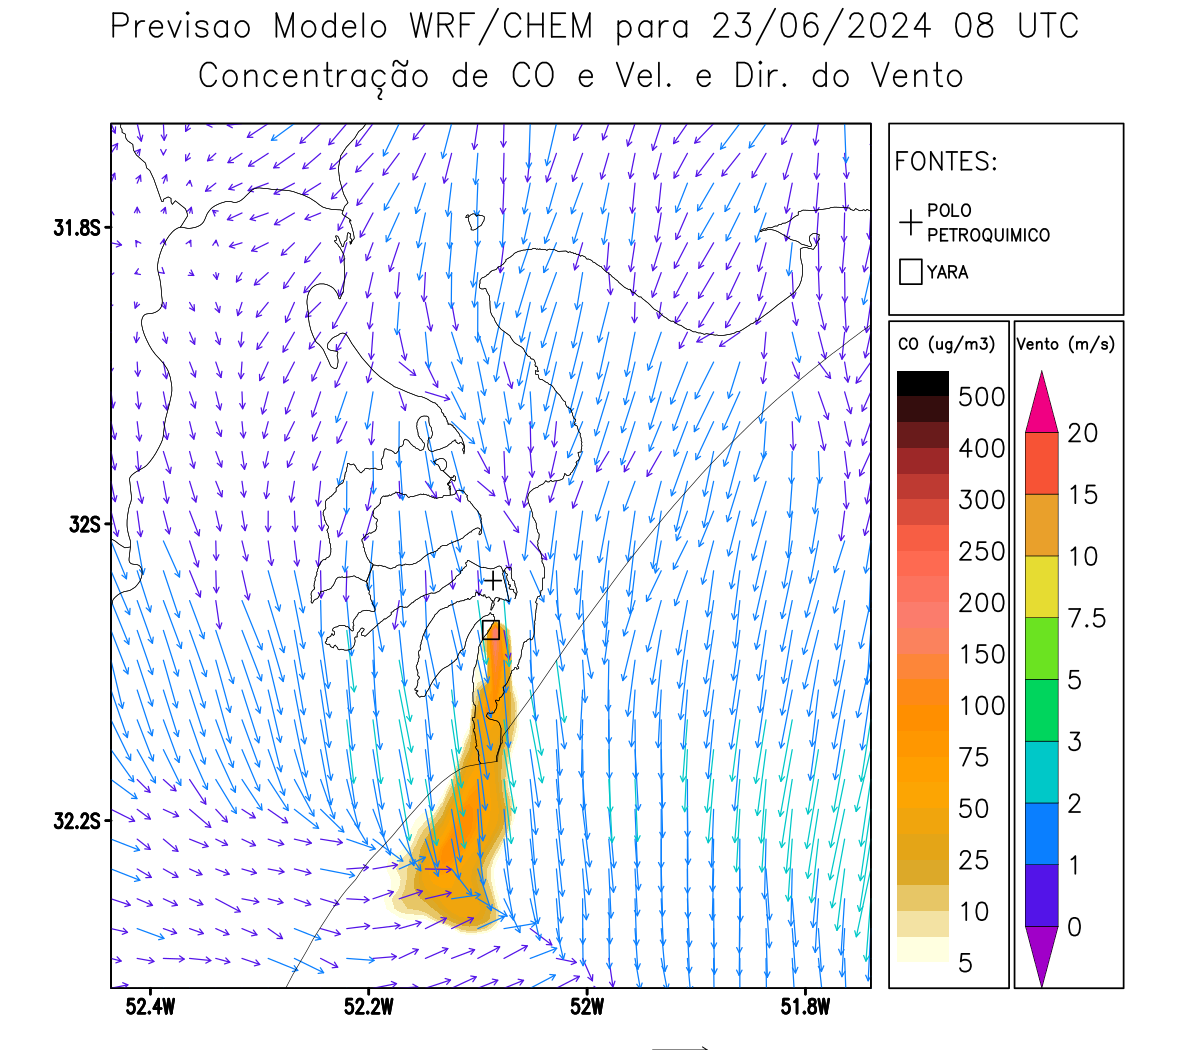 Previsao Modelo WRF/CHEM para 23/06/2024 08 UTC
Concentração de CO e Vel. e Dir. do Vento
FONTES:
POLO
PETROQUIMICO
YARA
31.8S
32S
32.2S
52.4W
52.2W
52W
51.8W
CO (ug/m3)
500
400
300
250
200
150
100
75
50
25
10
5
Vento (m/s)
20
15
10
7.5
5
3
2
1
0